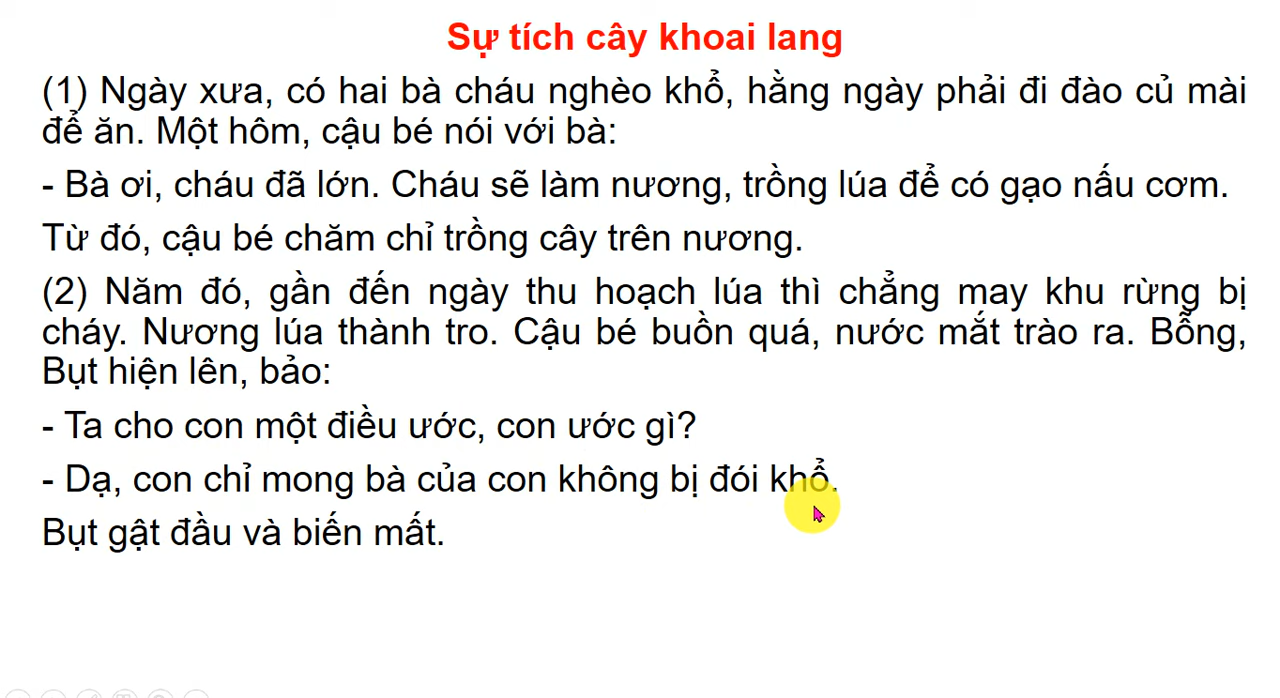 Sự tích cây khoai lang
(1) Ngày xưa, có hai bà cháu nghèo khổ, hằng ngày phải đi đào củ mài
để ăn. Một hôm, cậu bé nói với bà:
- Bà ơi, cháu đã lớn. Cháu sẽ làm nương, trồng lúa để có gạo nấu cơm.
Từ đó, cậu bé chăm chỉ trồng cây trên nương.
(2) Năm đó, gần đến ngày thu hoạch lúa thì chẳng may khu rừng bị
cháy. Nương lúa thành tro. Cậu bé buồn quá, nước mắt trào ra. Bỗng,
Bụt hiện lên, bảo:
- Ta cho con một điều ước, con ước gì?
- Dạ, con chỉ mong bà của con không bị đói khổ.
Bụt gật đầu và biến mất.